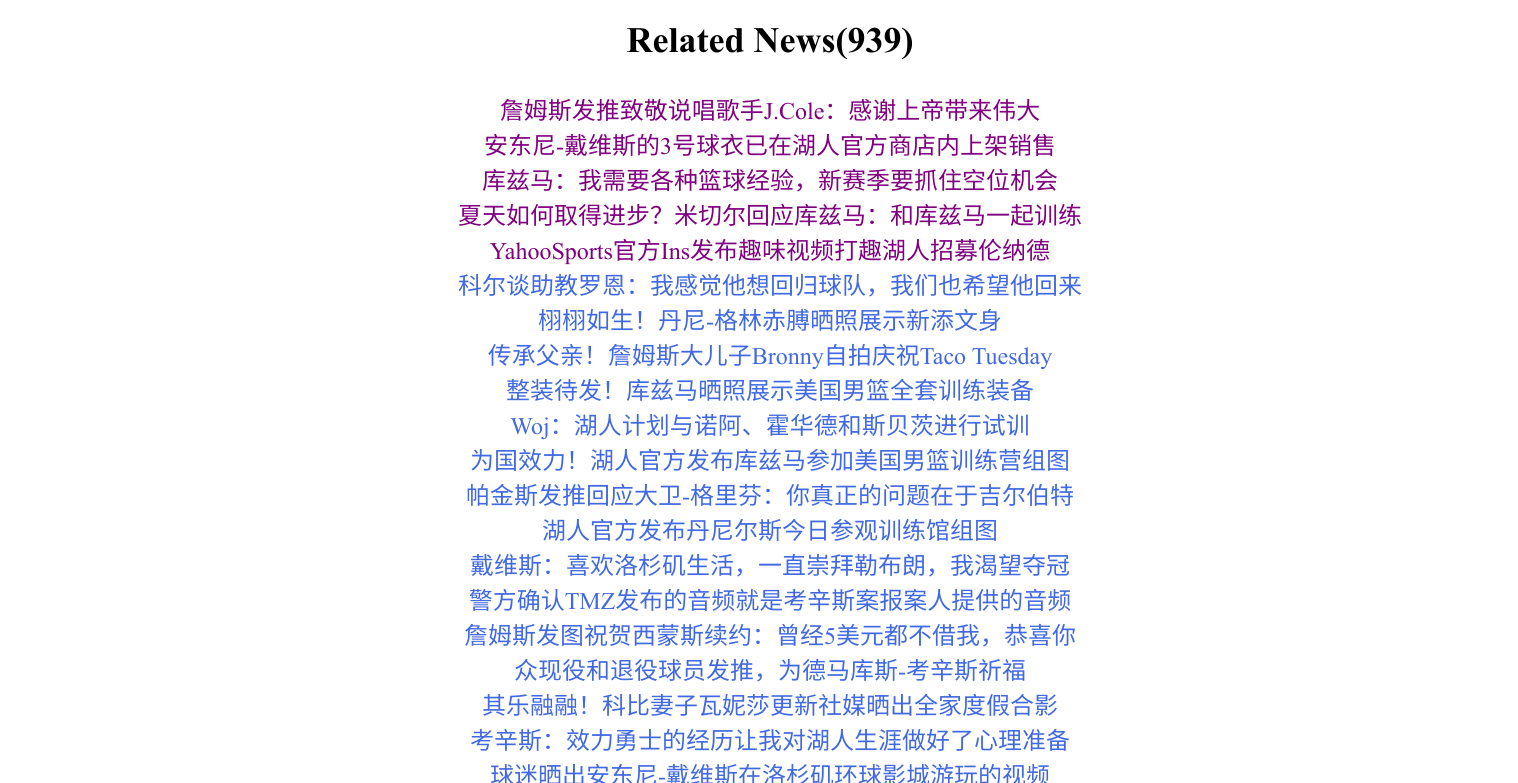 Related News(939)
詹姆斯发推致敬说唱歌手J.Cole：感谢上帝带来伟大
安东尼-戴维斯的3号球衣已在湖人官方商店内上架销售
库兹马：我需要各种篮球经验，新赛季要抓住空位机会
夏天如何取得进步？米切尔回应库兹马：和库兹马一起训练
YahooSports官方Ins发布趣味视频打趣湖人招募伦纳德
科尔谈助教罗恩：我感觉他想回归球队，我们也希望他回来
栩栩如生！丹尼-格林赤膊晒照展示新添文身
传承父亲！詹姆斯大儿子Bronny自拍庆祝Taco Tuesday
整装待发！库兹马晒照展示美国男篮全套训练装备
Woj：湖人计划与诺阿、霍华德和斯贝茨进行试训
为国效力！湖人官方发布库兹马参加美国男篮训练营组图
帕金斯发推回应大卫-格里芬：你真正的问题在于吉尔伯特
湖人官方发布丹尼尔斯今日参观训练馆组图
戴维斯：喜欢洛杉矶生活，一直崇拜勒布朗，我渴望夺冠
警方确认TMZ发布的音频就是考辛斯案报案人提供的音频
詹姆斯发图祝贺西蒙斯续约：曾经5美元都不借我，恭喜你
众现役和退役球员发推，为德马库斯-考辛斯祈福
其乐融融！科比妻子瓦妮莎更新社媒晒出全家度假合影
考辛斯：效力勇士的经历让我对湖人生涯做好了心理准备
球迷晒出安东尼-戴维斯在洛杉矶环球影城游玩的视频